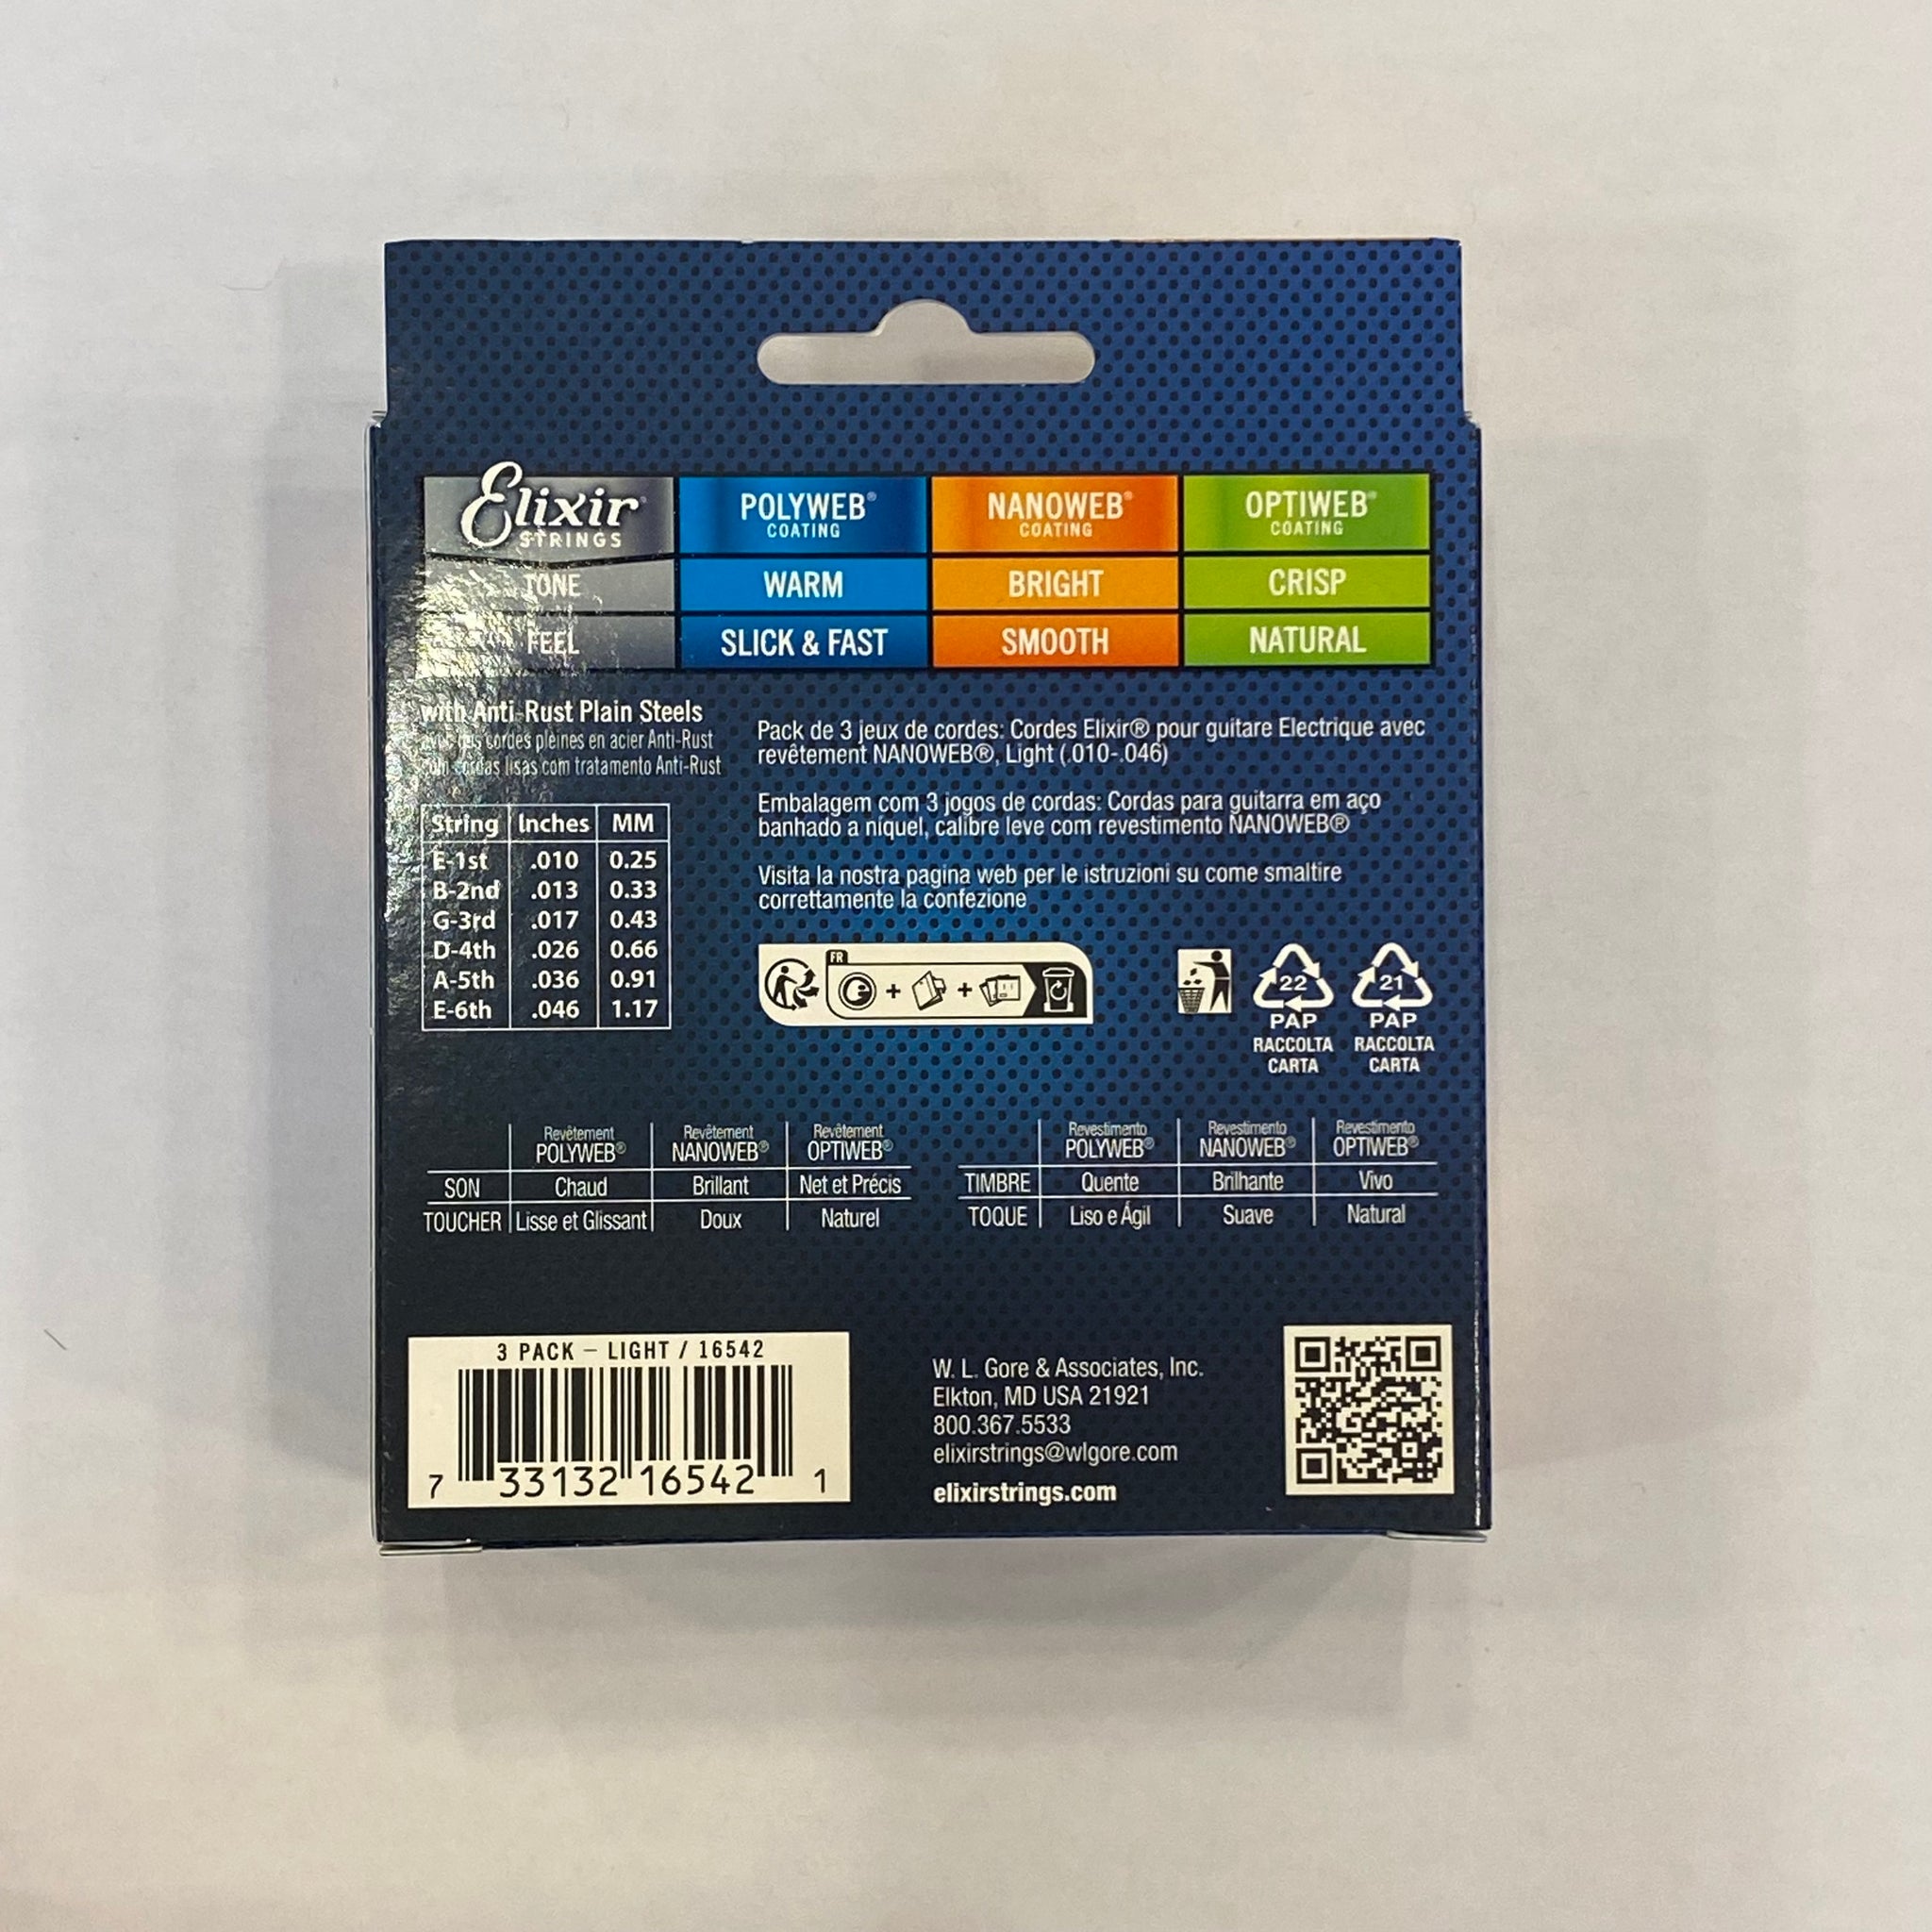 Elixir® POLYWEB® NANOWEB® OPTIWEB®
STRINGS COATING COATING COATING
TONE WARM BRIGHT CRISP
FEEL SLICK & FAST SMOOTH NATURAL
with Anti-Rust Plain Steels
cordes pleines en acier Anti-Rust
cordas lisas com tratamento Anti-Rust
String Inches MM
E-1st .010 0.25
B-2nd .013 0.33
G-3rd .017 0.43
D-4th .026 0.66
A-5th .036 0.91
E-6th .046 1.17
Pack de 3 jeux de cordes: Cordes Elixir® pour guitare Electrique avec
revêtement NANOWEB®, Light (.010-.046)
Embalagem com 3 jogos de cordas: Cordas para guitarra em aço
banhado a níquel, calibre leve com revestimento NANOWEB®
Visita la nostra pagina web per le istruzioni su come smaltire
correttamente la confezione
FR
22 21
PAP PAP
RACCOLTA RACCOLTA
CARTA CARTA
Revêtement Revêtement Revêtement
POLYWEB® NANOWEB® OPTIWEB®
SON Chaud Brillant Net et Précis
TOUCHER Lisse et Glissant Doux Naturel
Revestimento Revestimento Revestimento
POLYWEB® NANOWEB® OPTIWEB®
TIMBRE Quente Brilhante Vivo
TOQUE Liso e Ágil Suave Natural
3 PACK – LIGHT / 16542
7 33132 16542 1
W. L. Gore & Associates, Inc.
Elkton, MD USA 21921
800.367.5533
elixirstrings@wlgore.com
elixirstrings.com